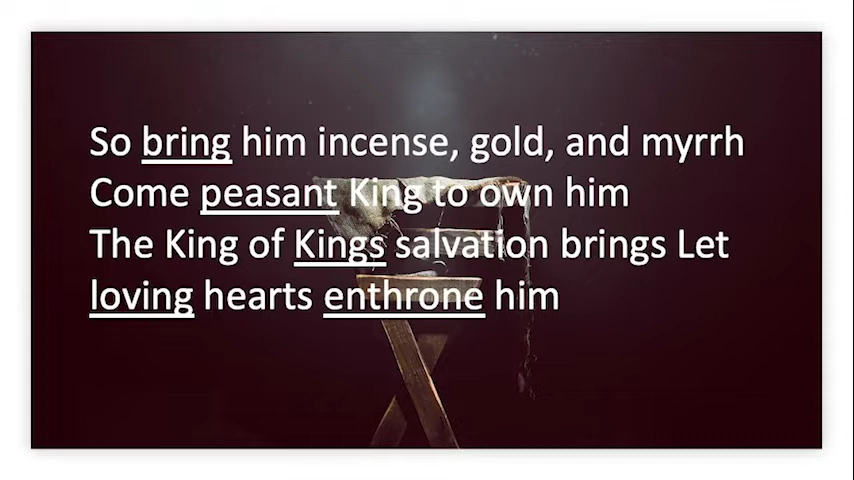 So bring him incense, gold, and myrrh
Come peasant King to own him
The King of Kings salvation brings Let
loving hearts enthrone him